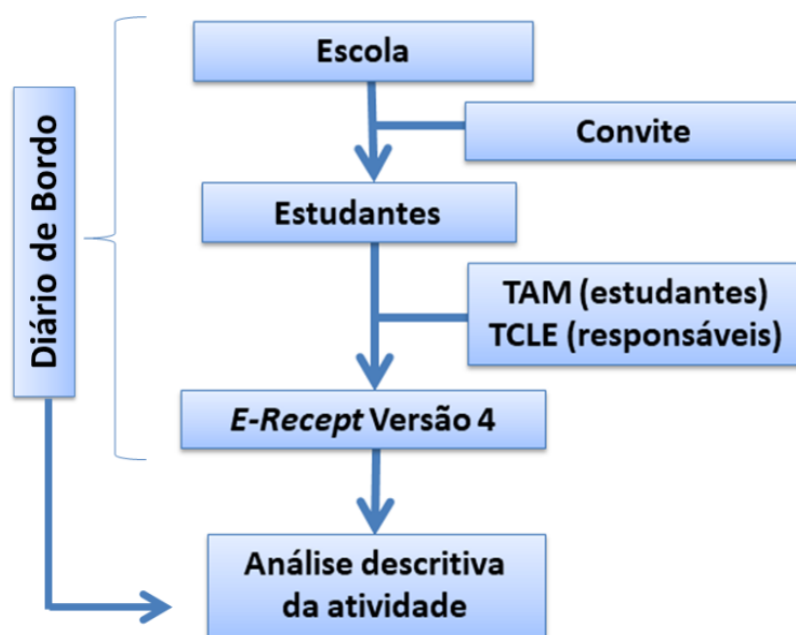 Escola
Convite
Diário de Bordo
Estudantes
TAM (estudantes)
TCLE (responsáveis)
E-Recept Versão 4
Análise descritiva
da atividade